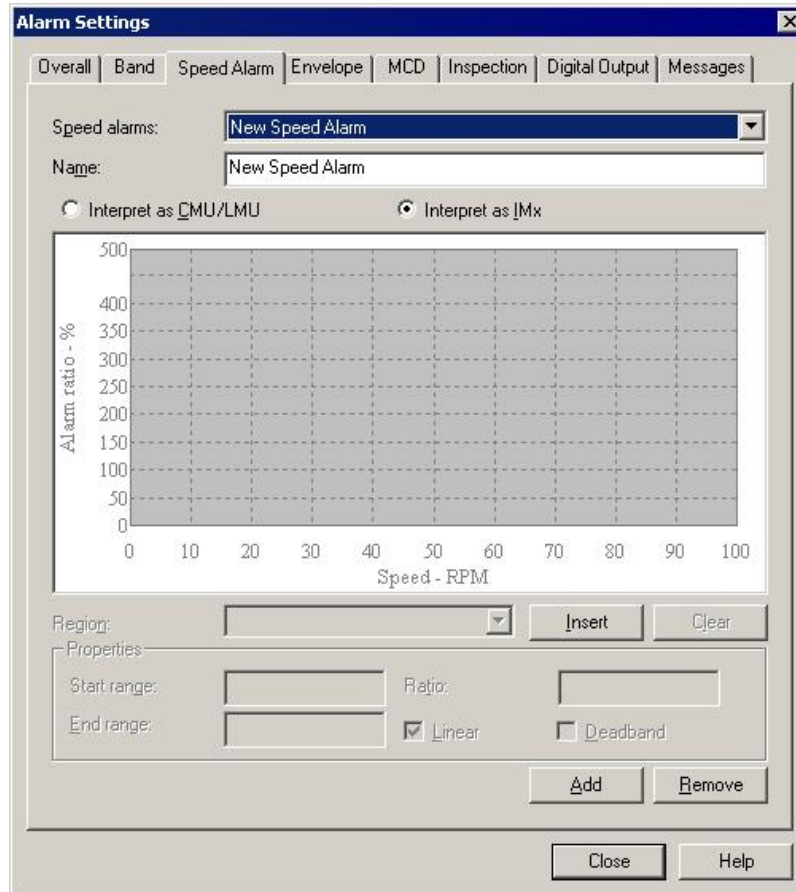 Alarm Settings
Overall Band Speed Alarm Envelope MCD Inspection Digital Output Messages
Speed alarms: New Speed Alarm
Name: New Speed Alarm
Interpret as CMU/LMU Interpret as IMx
500
400
350
300
250
200
150
100
50
0
Alarm ratio - %
0 10 20 30 40 50 60 70 80 90 100
Speed - RPM
Region: Insert Clear
Properties
Start range: Ratio:
End range: Linear Deadband
Add Remove
Close Help